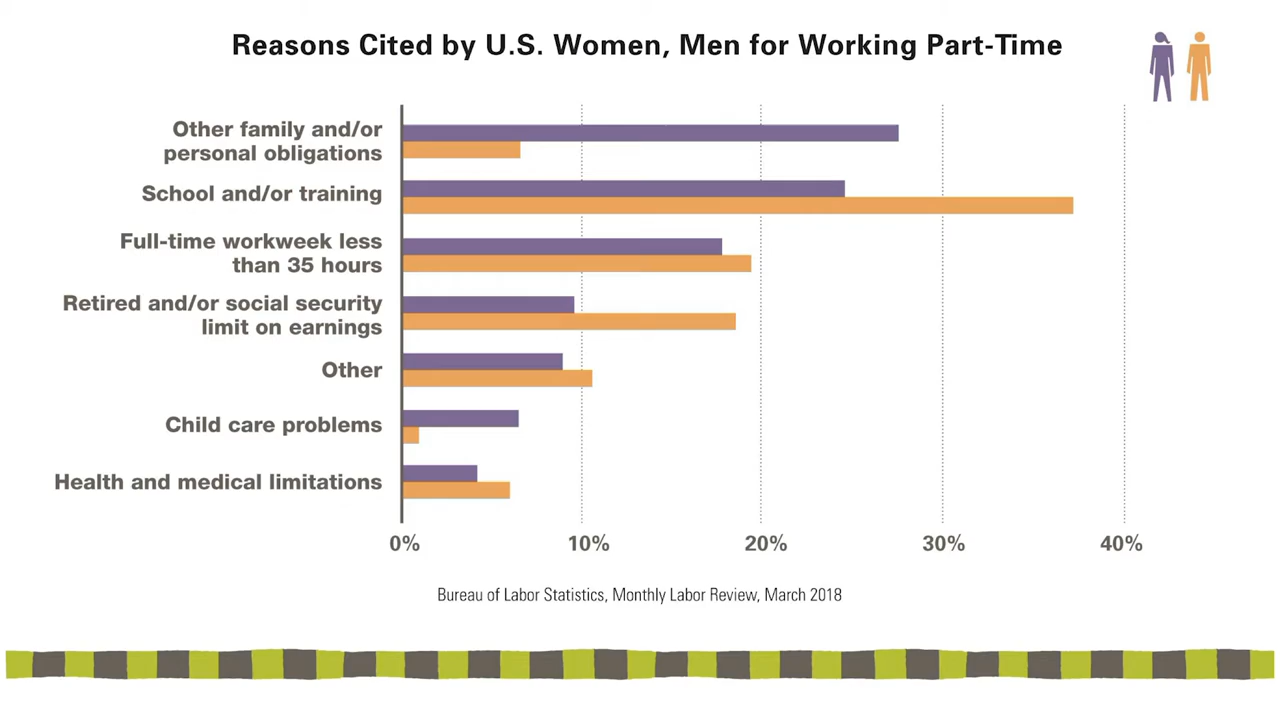 Reasons Cited by U.S. Women, Men for Working Part-Time
Other family and/or
personal obligations
School and/or training
Full-time workweek less
than 35 hours
Retired and/or social security
limit on earnings
Other
Child care problems
Health and medical limitations
0% 10% 20% 30% 40%
Bureau of Labor Statistics, Monthly Labor Review, March 2018